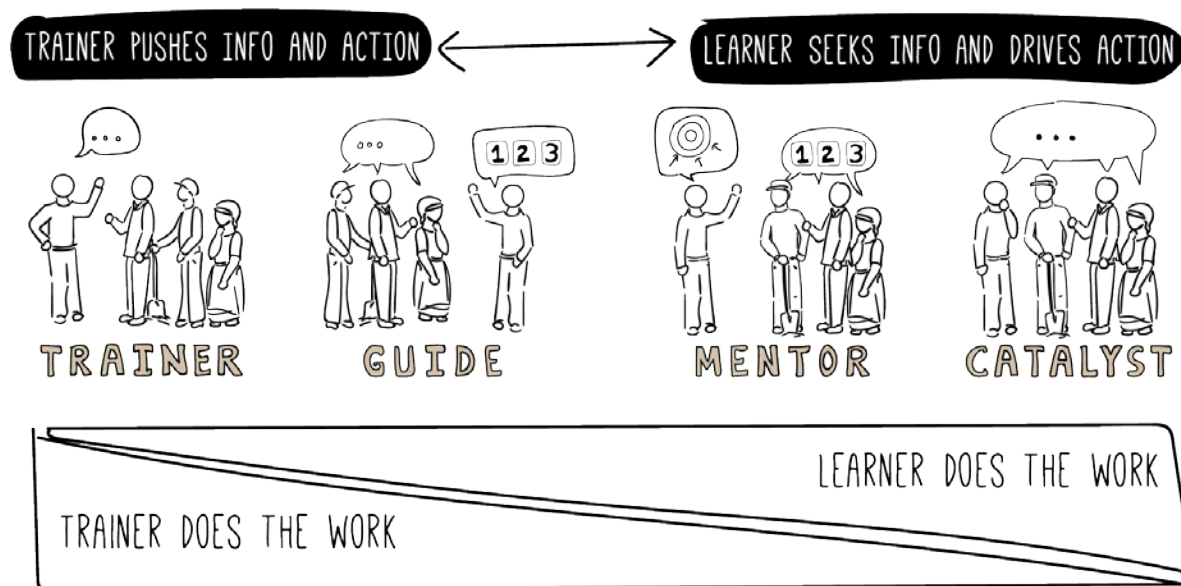 TRAINER PUSHES INFO AND ACTION
LEARNER SEEKS INFO AND DRIVES ACTION
...
...
1 2 3
1 2 3
...
TRAINER
GUIDE
MENTOR
CATALYST
LEARNER DOES THE WORK
TRAINER DOES THE WORK